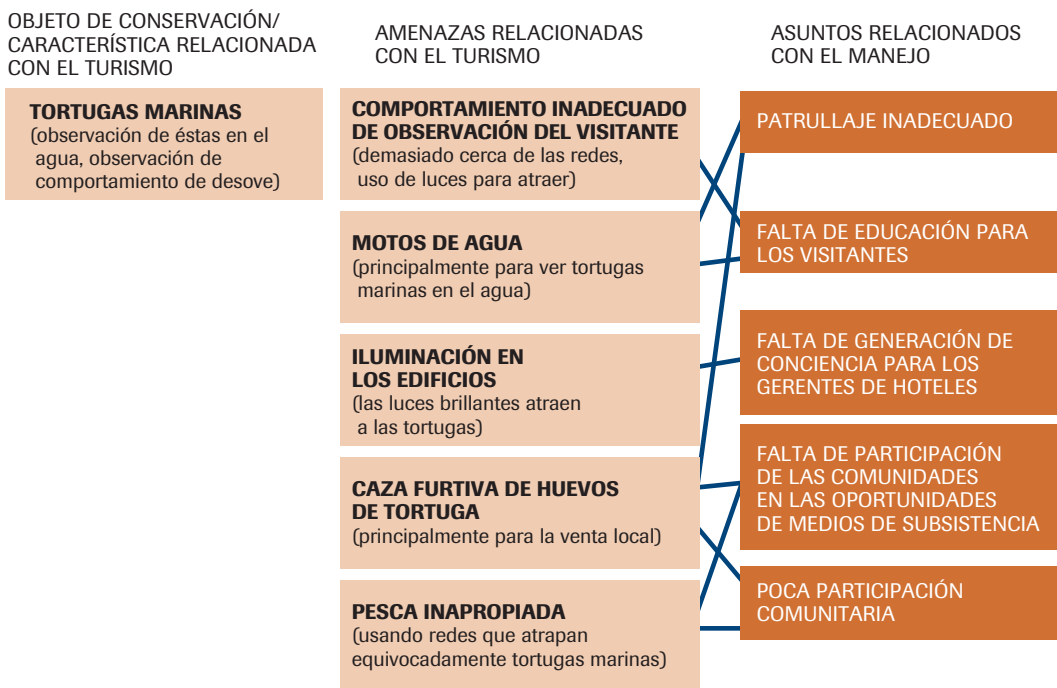 OBJETO DE CONSERVACIÓN/
CARACTERÍSTICA RELACIONADA
CON EL TURISMO
TORTUGAS MARINAS
(observación de éstas en el
agua, observación de
comportamiento de desove)
AMENAZAS RELACIONADAS
CON EL TURISMO
COMPORTAMIENTO INADECUADO
DE OBSERVACIÓN DEL VISITANTE
(demasiado cerca de las redes,
uso de luces para atraer)
MOTOS DE AGUA
(principalmente para ver tortugas
marinas en el agua)
ILUMINACIÓN EN
LOS EDIFICIOS
(las luces brillantes atraen
a las tortugas)
CAZA FURTIVA DE HUEVOS
DE TORTUGA
(principalmente para la venta local)
PESCA INAPROPIADA
(usando redes que atrapan
equivocadamente tortugas marinas)
ASUNTOS RELACIONADOS
CON EL MANEJO
PATRULLAJE INADECUADO
FALTA DE EDUCACIÓN PARA
LOS VISITANTES
FALTA DE GENERACIÓN DE
CONCIENCIA PARA LOS
GERENTES DE HOTELES
FALTA DE PARTICIPACIÓN
DE LAS COMUNIDADES
EN LAS OPORTUNIDADES
DE MEDIOS DE SUBSISTENCIA
POCA PARTICIPACIÓN
COMUNITARIA